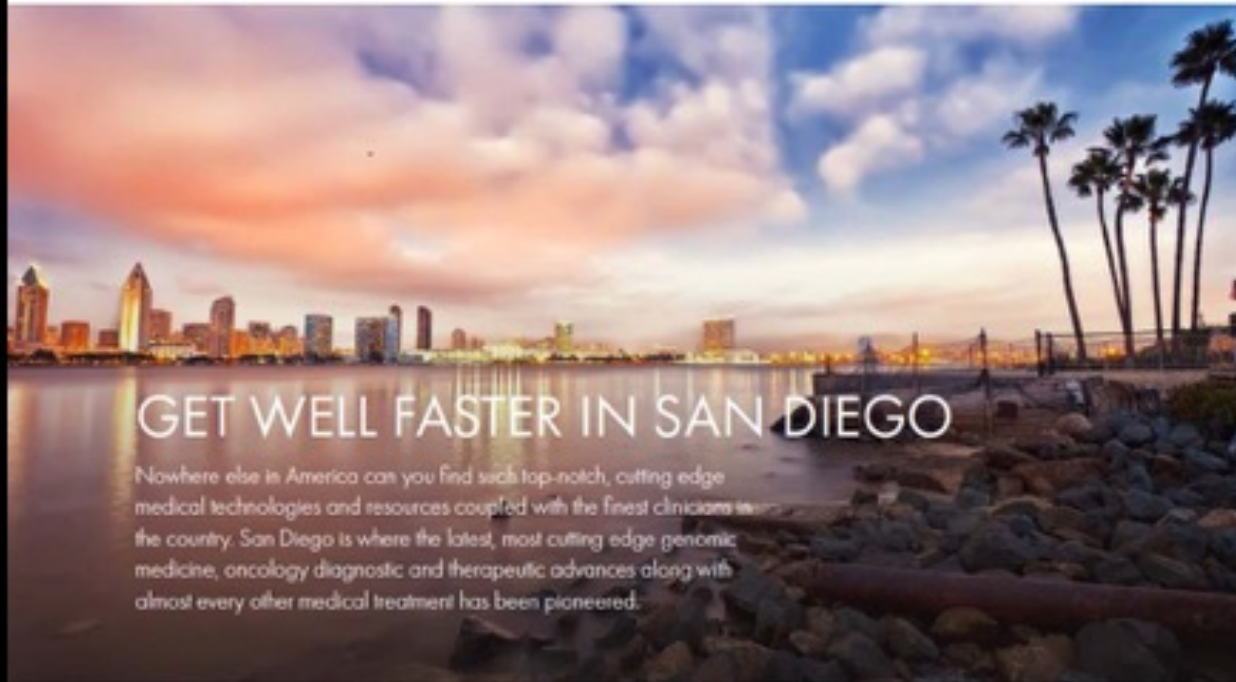 GET WELL FASTER IN SAN DIEGO
Nowhere else in America can you find such top-notch, cutting edge
medical technologies and resources coupled with the finest clinicians in
the country. San Diego is where the latest, most cutting edge genomic
medicine, oncology diagnostic and therapeutic advances along with
almost every other medical treatment has been pioneered.